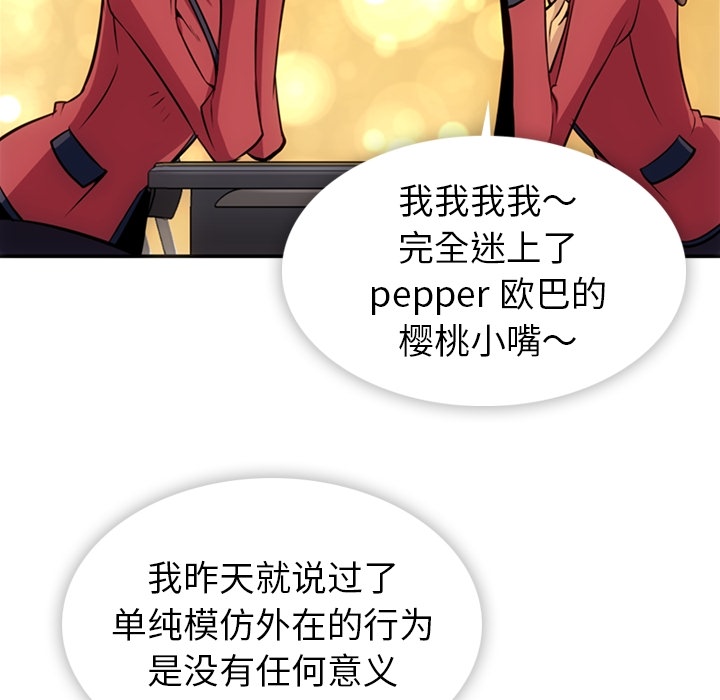 我我我我～
完全迷上了
pepper 欧巴的
樱桃小嘴～
我昨天就说过了
单纯模仿外在的行为
是没有任何意义